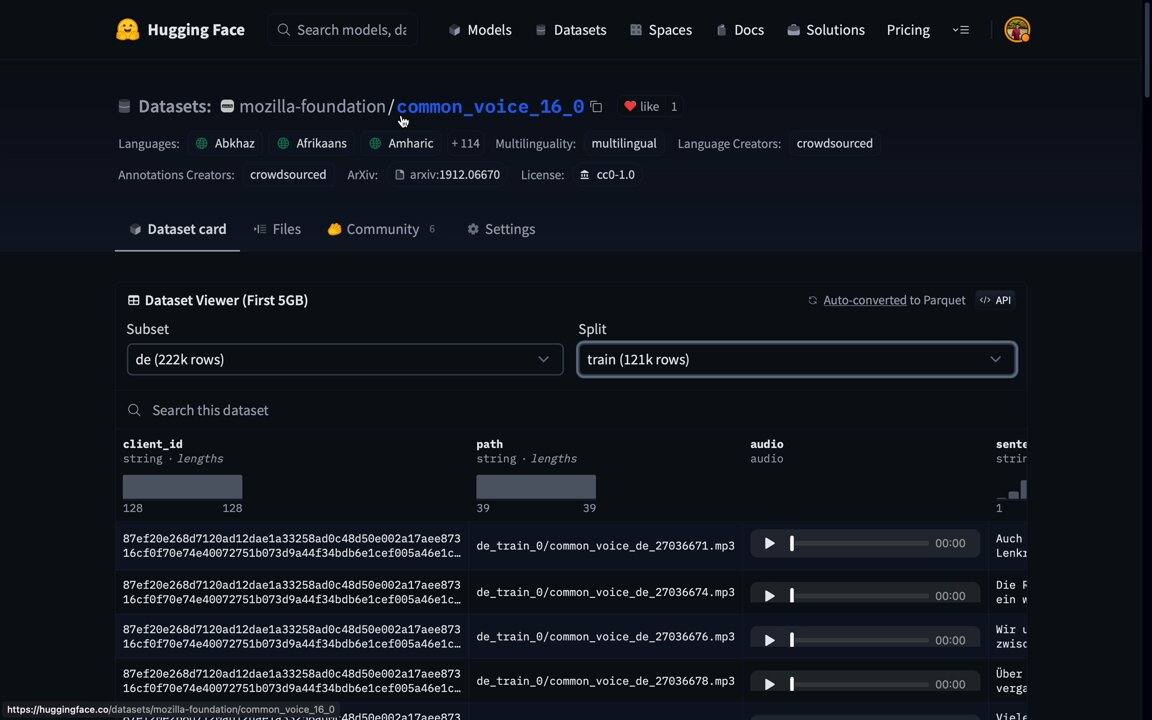 Hugging Face Search models, da Models Datasets Spaces Docs Solutions Pricing
Datasets: mozilla-foundation/common_voice_16_0 like 1
Languages: Abkhaz Afrikaans Amharic + 114 Multilinguality: multilingual Language Creators: crowdsourced
Annotations Creators: crowdsourced ArXiv: arxiv:1912.06670 License: cc0-1.0
Dataset card Files Community 6 Settings
Dataset Viewer (First 5GB) Auto-converted to Parquet </> API
Subset Split
de (222k rows) train (121k rows)
Search this dataset
client_id path audio sente
string · lengths string · lengths audio strin
128 128 39 39 1
87ef20e268d7120ad12dae1a33258ad0c48d50e002a17aee873 de_train_0/common_voice_de_27036671.mp3 00:00 Auch
16cf0f70e74e40072751b073d9a44f34bdb6e1cef005a46e1c… Lenkr
87ef20e268d7120ad12dae1a33258ad0c48d50e002a17aee873 de_train_0/common_voice_de_27036674.mp3 00:00 Die R
16cf0f70e74e40072751b073d9a44f34bdb6e1cef005a46e1c… ein w
87ef20e268d7120ad12dae1a33258ad0c48d50e002a17aee873 de_train_0/common_voice_de_27036676.mp3 00:00 Wir u
16cf0f70e74e40072751b073d9a44f34bdb6e1cef005a46e1c… zwisc
87ef20e268d7120ad12dae1a33258ad0c48d50e002a17aee873 de_train_0/common_voice_de_27036678.mp3 00:00 Über
16cf0f70e74e40072751b073d9a44f34bdb6e1cef005a46e1c… verga
https://huggingface.co/datasets/mozilla-foundation/common_voice_16_0